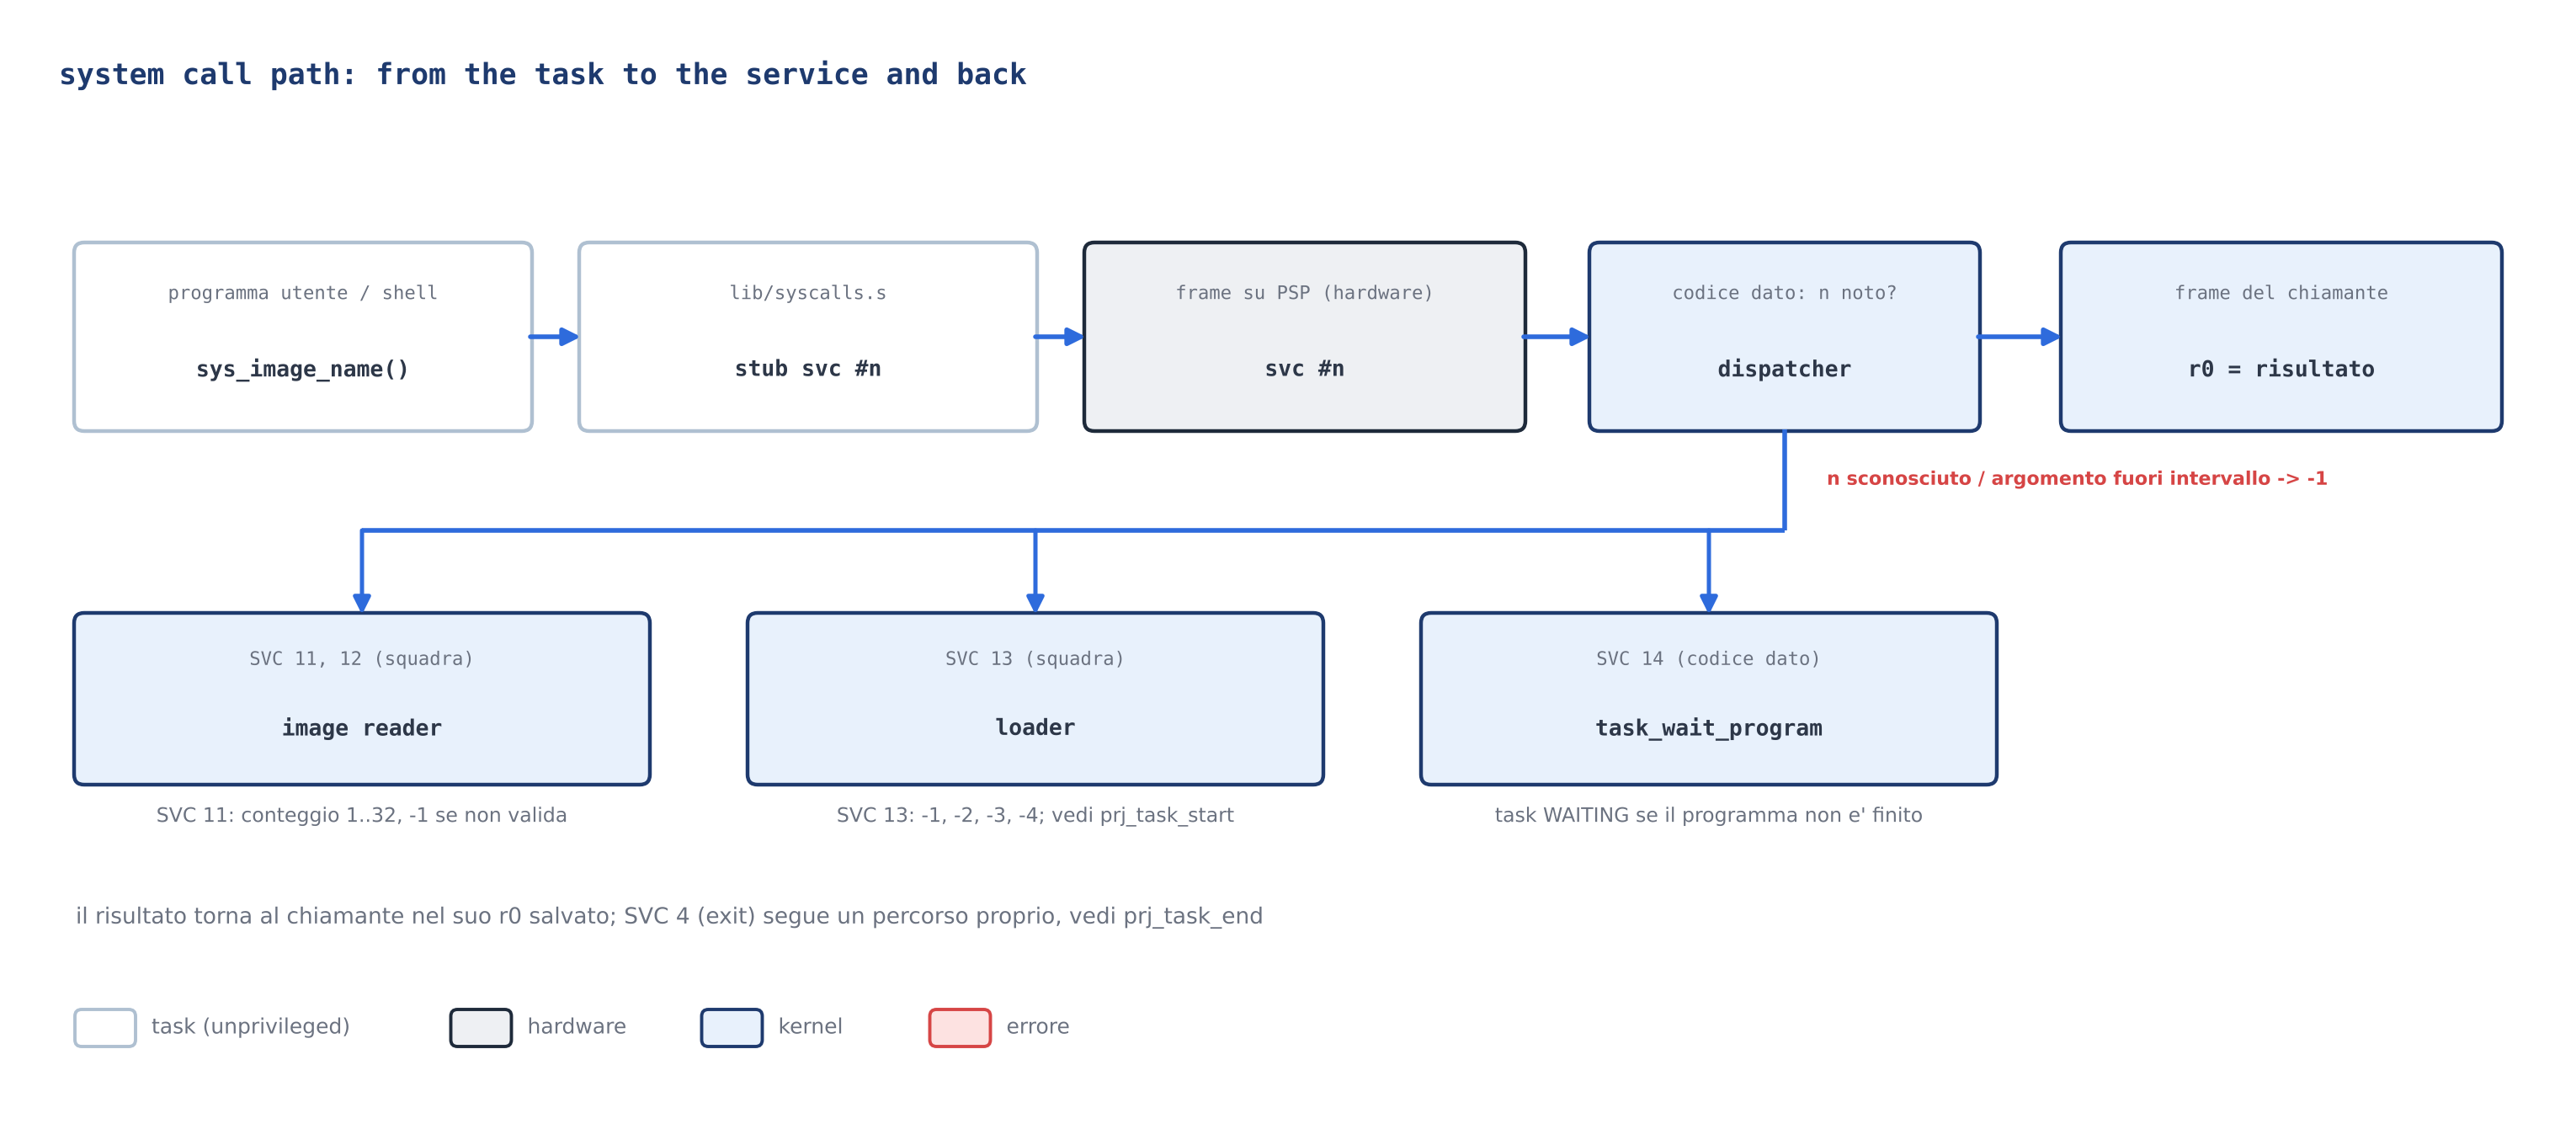 system call path: from the task to the service and back
programma utente / shell
sys_image_name()
lib/syscalls.s
stub svc #n
frame su PSP (hardware)
svc #n
codice dato: n noto?
dispatcher
frame del chiamante
r0 = risultato
n sconosciuto / argomento fuori intervallo -> -1
SVC 11, 12 (squadra)
image reader
SVC 11: conteggio 1..32, -1 se non valida
SVC 13 (squadra)
loader
SVC 13: -1, -2, -3, -4; vedi prj_task_start
SVC 14 (codice dato)
task_wait_program
task WAITING se il programma non e' finito
il risultato torna al chiamante nel suo r0 salvato; SVC 4 (exit) segue un percorso proprio, vedi prj_task_end
task (unprivileged)
hardware
kernel
errore